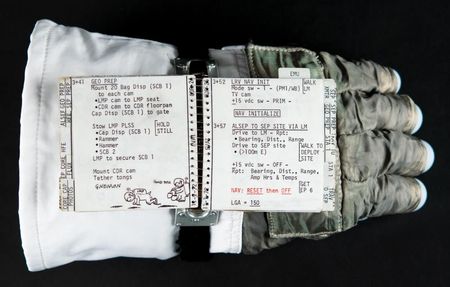 3+41 GEO PREP
Mount 20 Bag Disp (SCB 1)
to each cam
•LMP cam to LMP seat
•CDR cam to CDR floorpan
Cap Disp (SCB 1) to gate
Stow LMP PLSS
HOLD
STILL
•Cap Disp (SCB 1)
•Rammer
•Hammer
•SCB 2
LMP to secure SCB 1
Mount CDR cam
Tether tongs
EMU
3+52 LRV NAV INIT
WALK
LM
Mode sw - 1 - (PM1/WB)
TV cam
+15 vdc sw - PRIM -
NAV INITIALIZE
3+57 ALSEP TO SEP SITE VIA LM
Drive to LM - Rpt:
•Bearing, Dist, Range
Drive to SEP site
WALK TO
DEPLOY
SITE
•(>100m E)
+15 vdc sw - OFF -
Rpt: Bearing, Dist., Range,
Amp Hrs & Temps
GET
EP 6
NAV: RESET then OFF
LGA = 150